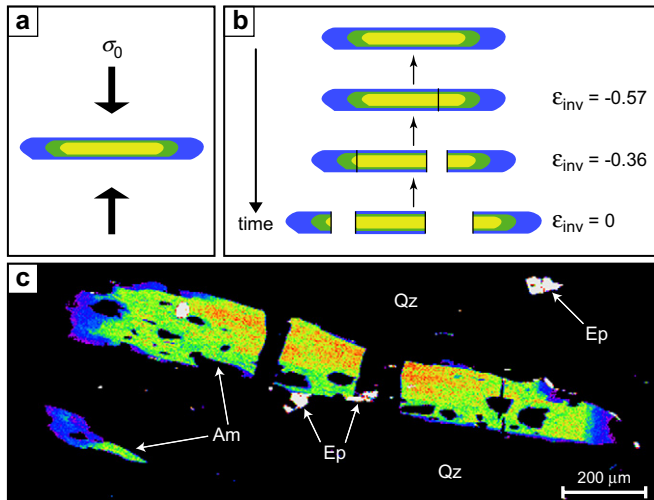 a
σ0
b
time
εinv = -0.57
εinv = -0.36
εinv = 0
c
Qz
Ep
Am
Ep
Qz
200 μm